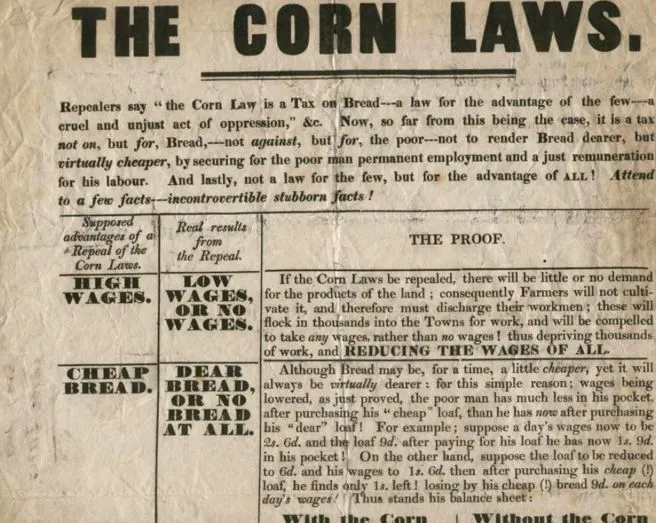 THE CORN LAWS.
Repealers say "the Corn Law is a Tax on Bread---a law for the advantage of the few---a
cruel and unjust act of oppression," &c. Now, so far from this being the case, it is a tax
not on, but for, Bread,---not against, but for, the poor---not to render Bread dearer, but
virtually cheaper, by securing for the poor man permanent employment and a just remuneration
for his labour. And lastly, not a law for the few, but for the advantage of ALL! Attend
to a few facts---incontrovertible stubborn facts!
Supposed
advantages of a
Repeal of the
Corn Laws.
Real results
from
the Repeal.
THE PROOF.
HIGH
WAGES.
LOW
WAGES,
OR NO
WAGES.
If the Corn Laws be repealed, there will be little or no demand
for the products of the land; consequently Farmers will not culti-
vate it, and therefore must discharge their workmen; these will
flock in thousands into the Towns for work, and will be compelled
to take any wages, rather than no wages! thus depriving thousands
of work, and REDUCING THE WAGES OF ALL.
CHEAP
BREAD.
DEAR
BREAD,
OR NO
BREAD
AT ALL.
Although Bread may be, for a time, a little cheaper, yet it will
always be virtually dearer: for this simple reason; wages being
lowered, as just proved, the poor man has much less in his pocket,
after purchasing his "cheap" loaf, than he has now after purchasing
his "dear" loaf! For example; suppose a day's wages now to be
2s. 6d. and the loaf 9d. after paying for his loaf he has now 1s. 9d.
in his pocket! On the other hand, suppose the loaf to be reduced
to 6d. and his wages to 1s. 6d. then after purchasing his cheap (!)
loaf, he finds only 1s. left! losing by his cheap (!) bread 9d. on each
day's wages! Thus stands his balance sheet:
With the Corn
Without the Corn